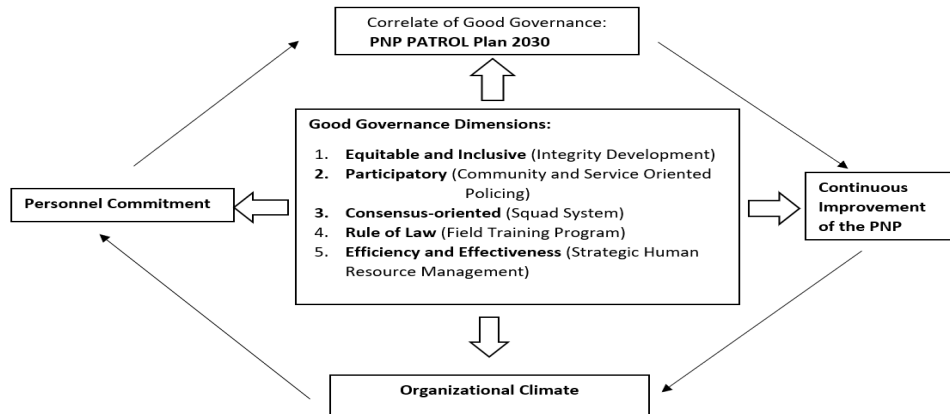 Correlate of Good Governance:
PNP PATROL Plan 2030
Good Governance Dimensions:
1. Equitable and Inclusive (Integrity Development)
2. Participatory (Community and Service Oriented
Policing)
3. Consensus-oriented (Squad System)
4. Rule of Law (Field Training Program)
5. Efficiency and Effectiveness (Strategic Human
Resource Management)
Personnel Commitment
Continuous
Improvement
of the PNP
Organizational Climate